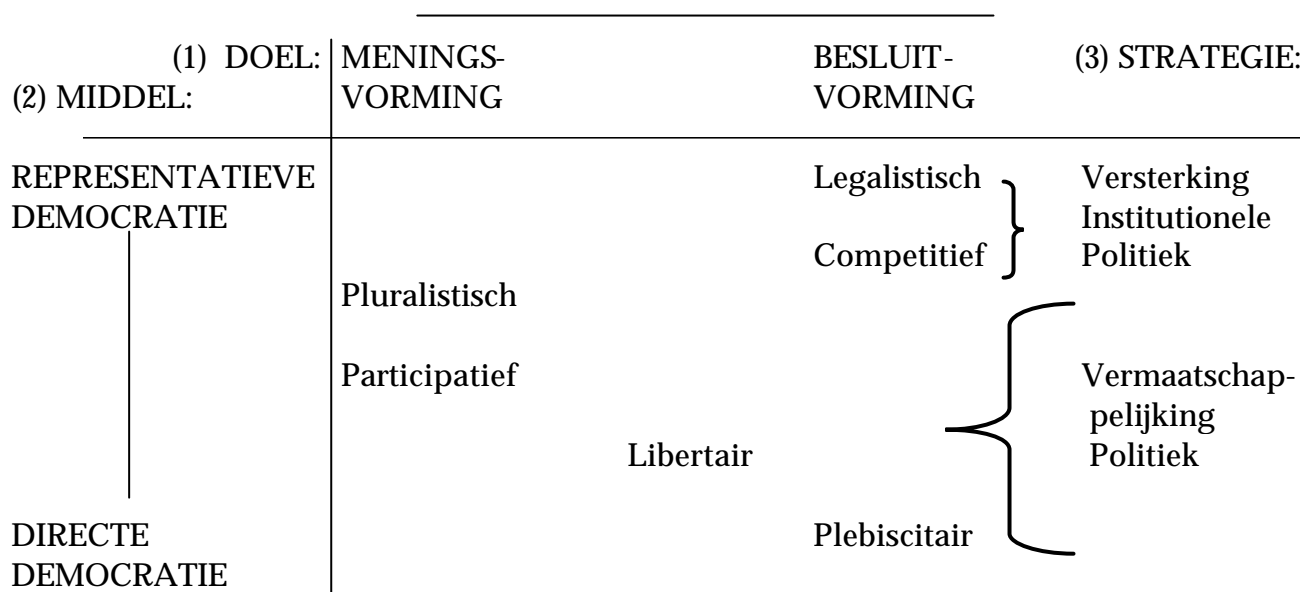 (1) DOEL: MENINGS- BESLUIT- (3) STRATEGIE:
(2) MIDDEL: VORMING VORMING
REPRESENTATIEVE Legalistisch Versterking
DEMOCRATIE Institutionele
Competitief Politiek
Pluralistisch
Participatief Vermaatschap-
pelijking
Libertair Politiek
DIRECTE Plebiscitair
DEMOCRATIE